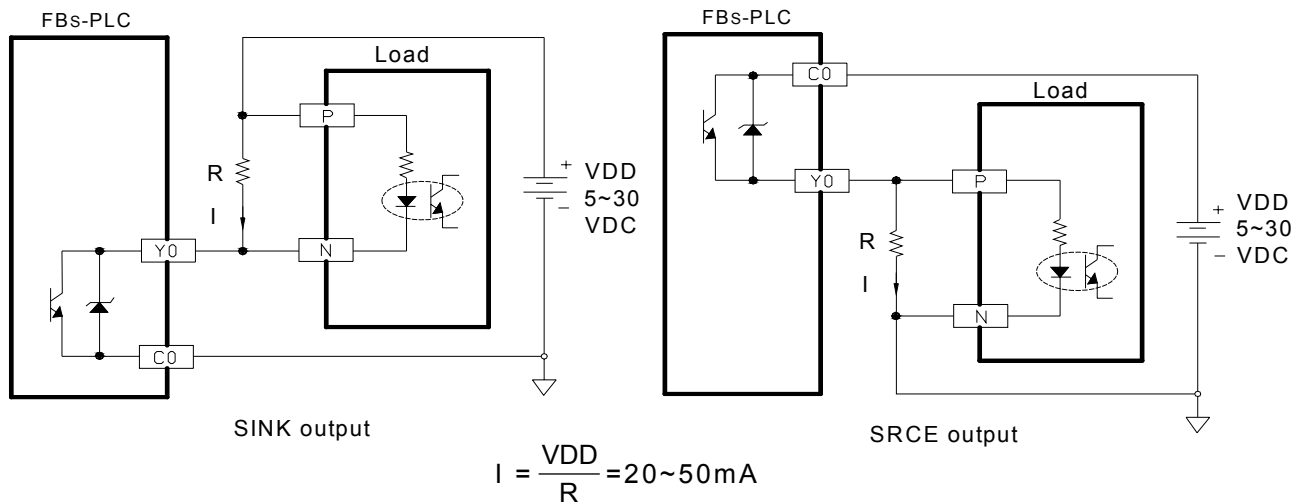 FBs-PLC
Load
P
R
I
N
Y0
C0
+ VDD
5~30
− VDC
SINK output
FBs-PLC
C0
Load
Y0
P
R
I
N
+ VDD
5~30
− VDC
SRCE output
I = VDD/R = 20~50mA